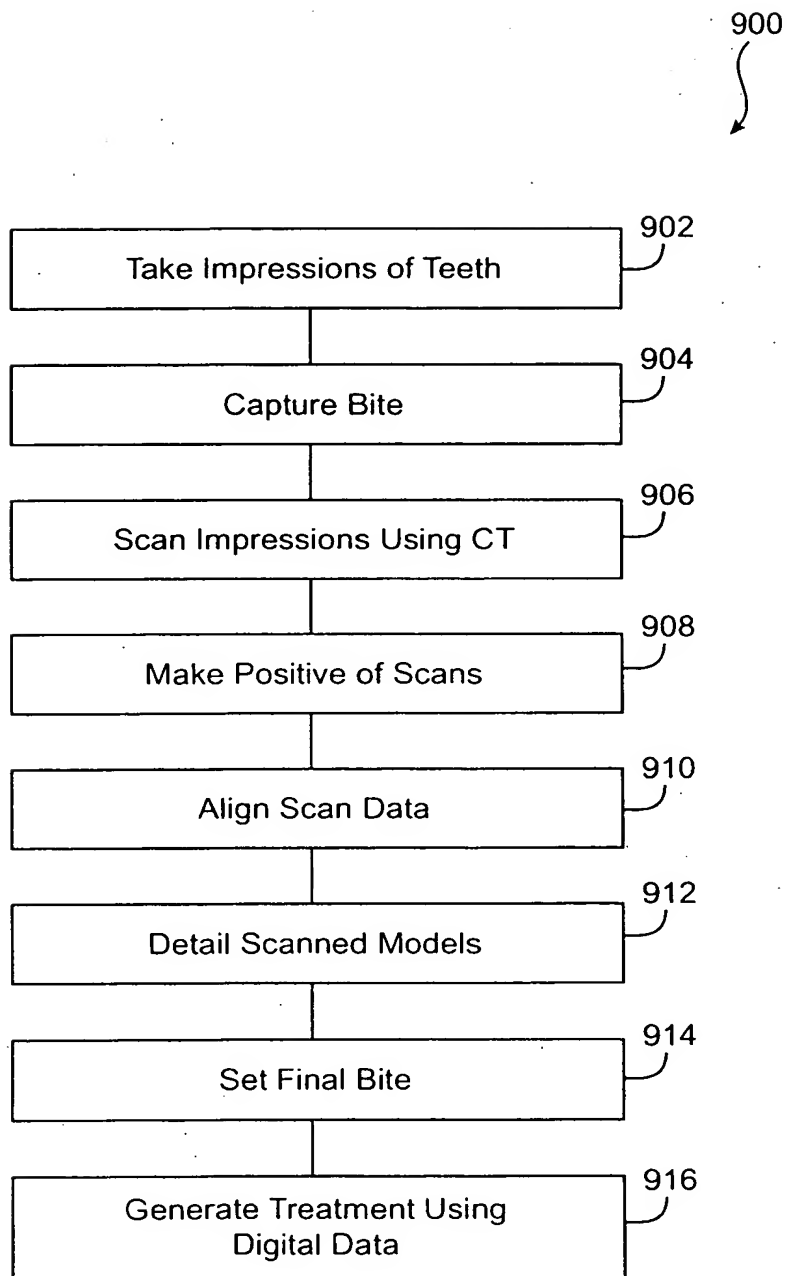 900
902
Take Impressions of Teeth
904
Capture Bite
906
Scan Impressions Using CT
908
Make Positive of Scans
910
Align Scan Data
912
Detail Scanned Models
914
Set Final Bite
916
Generate Treatment Using
Digital Data